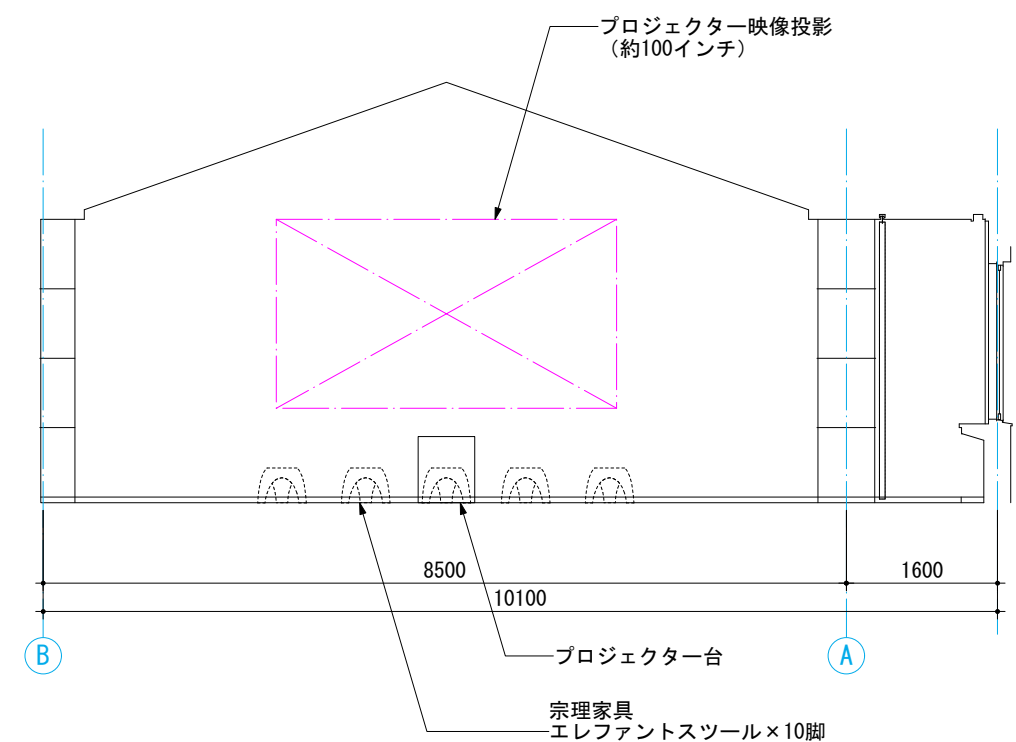 プロジェクター映像投影
（約100インチ）
8500
1600
10100
B
A
プロジェクター台
宗理家具
エレファントスツール×10脚